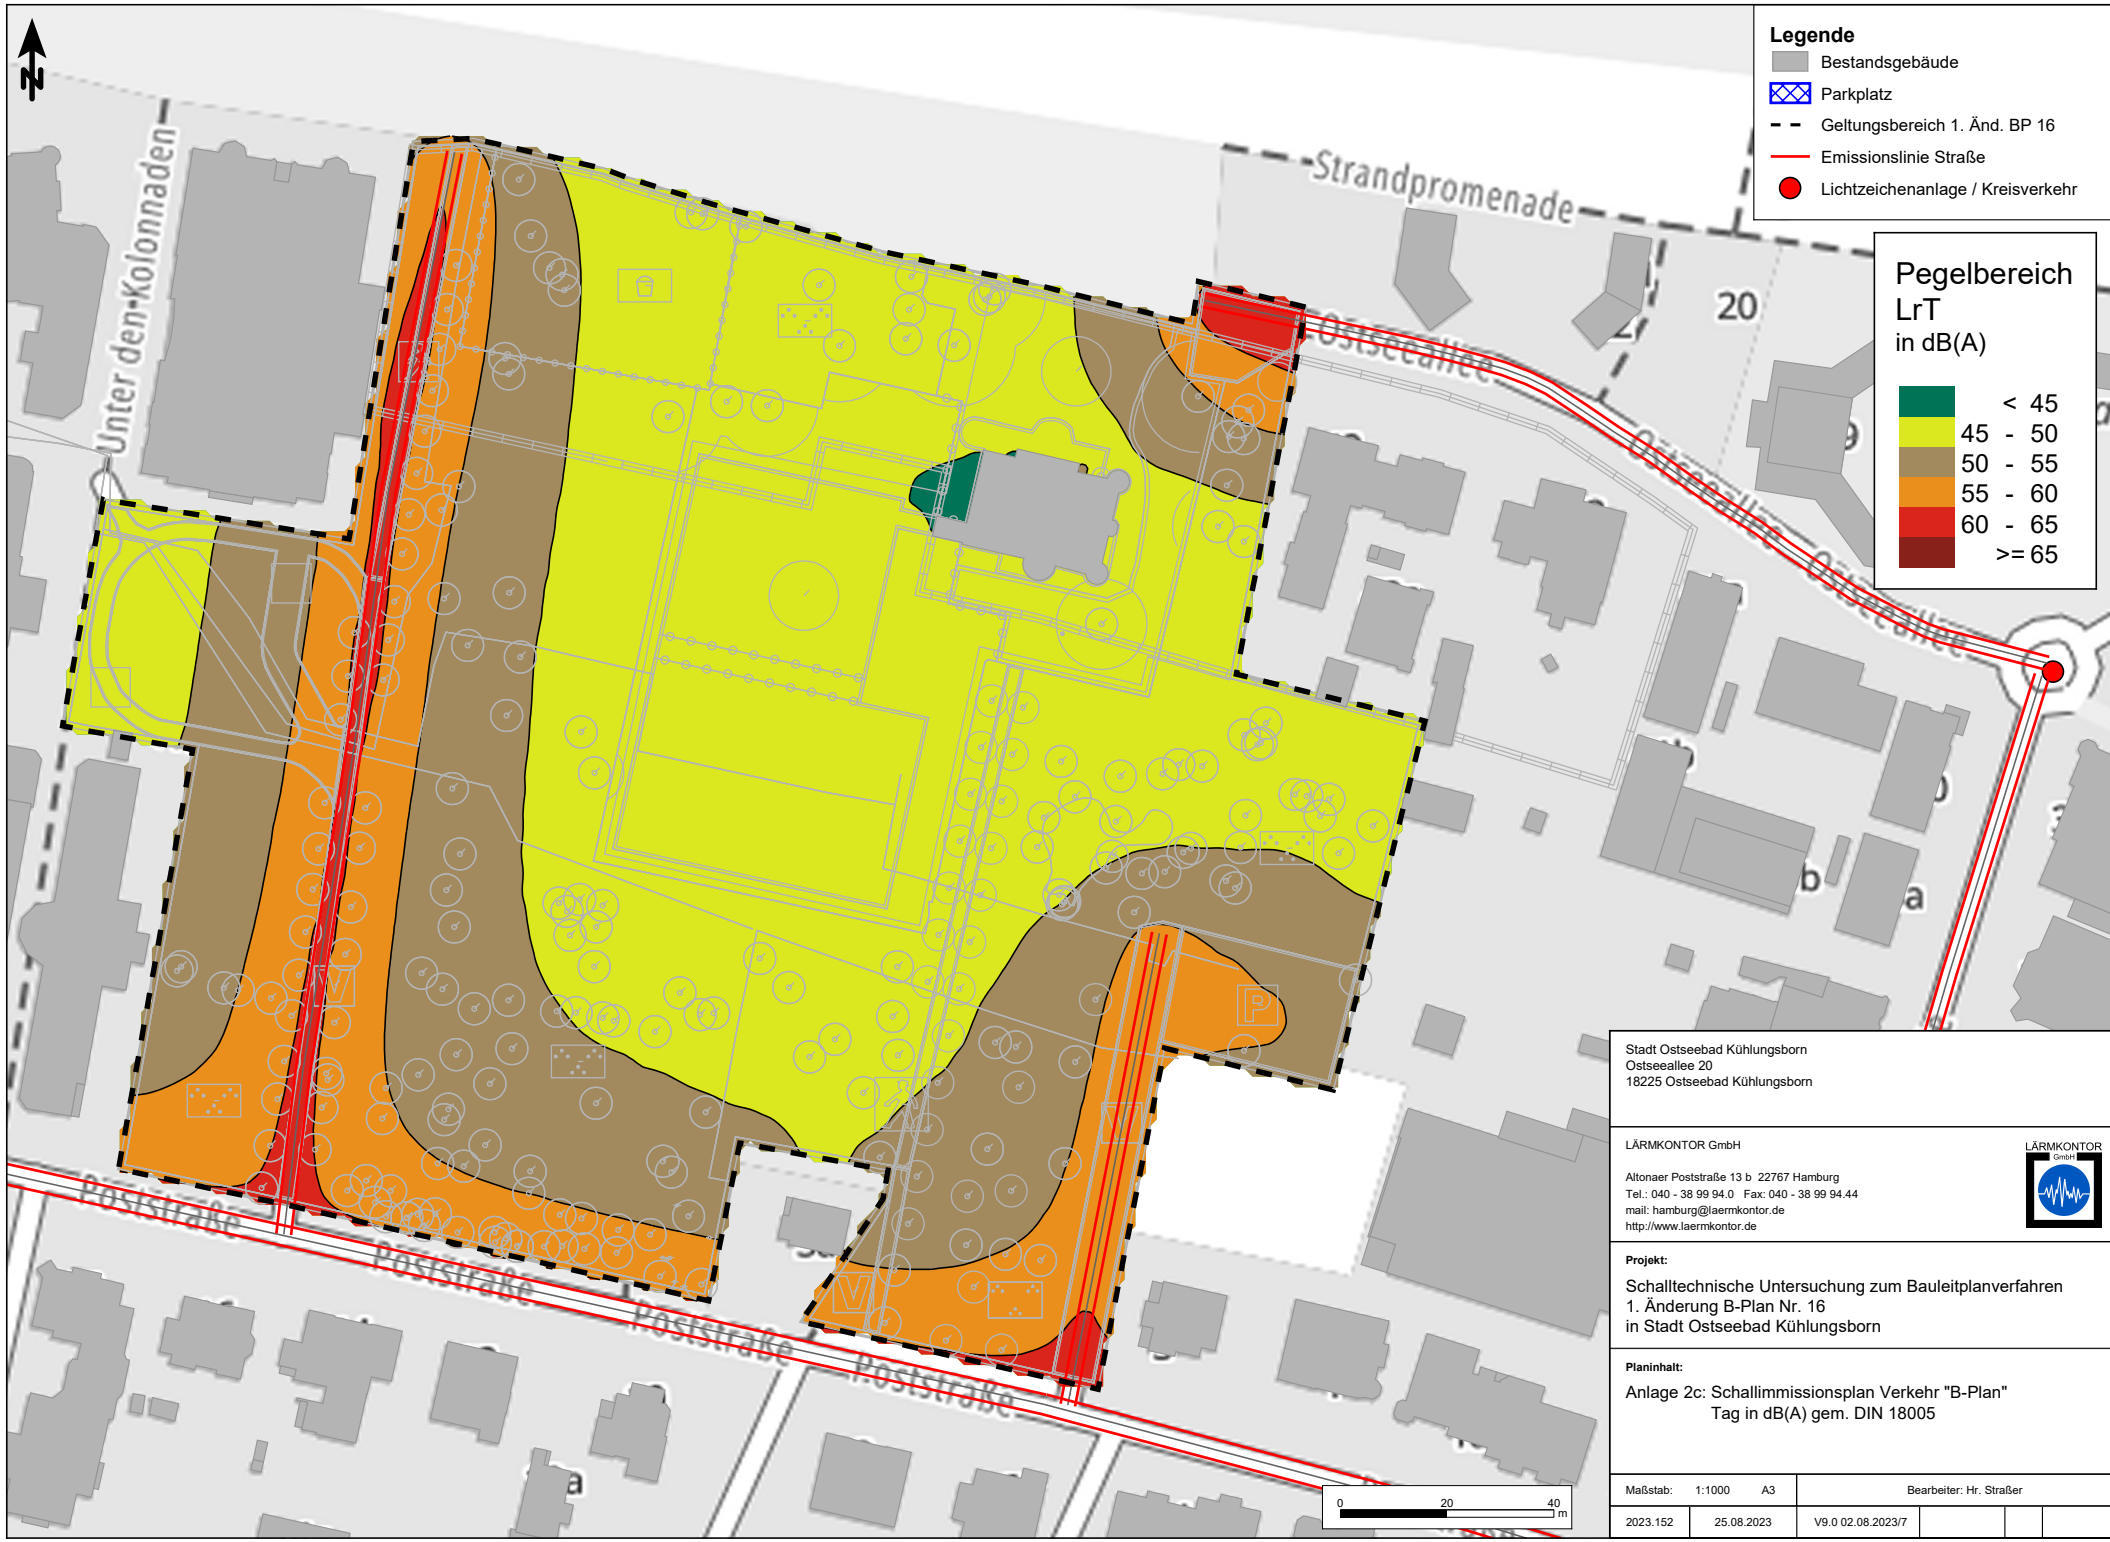 N
Legende
Bestandsgebäude
Parkplatz
Geltungsbereich 1. Änd. BP 16
Emissionslinie Straße
Lichtzeichenanlage / Kreisverkehr
Pegelbereich
LrT
in dB(A)
< 45
45 - 50
50 - 55
55 - 60
60 - 65
>= 65
Unter den Kolonnaden
Strandpromenade
20
Ostseeallee
Ostseeallee
Ostseeallee
b
a
P
V
V
Poststraße
Poststraße
Poststraße
Poststraße
a
0 20 40
m
Stadt Ostseebad Kühlungsborn
Ostseeallee 20
18225 Ostseebad Kühlungsborn
LÄRMKONTOR GmbH
Altonaer Poststraße 13 b 22767 Hamburg
Tel.: 040 - 38 99 94.0 Fax: 040 - 38 99 94.44
mail: hamburg@laermkontor.de
http://www.laermkontor.de
LÄRMKONTOR
GmbH
Projekt:
Schalltechnische Untersuchung zum Bauleitplanverfahren
1. Änderung B-Plan Nr. 16
in Stadt Ostseebad Kühlungsborn
Planinhalt:
Anlage 2c: Schallimmissionsplan Verkehr "B-Plan"
Tag in dB(A) gem. DIN 18005
Maßstab: 1:1000 A3
Bearbeiter: Hr. Straßer
2023.152 25.08.2023 V9.0 02.08.2023/7